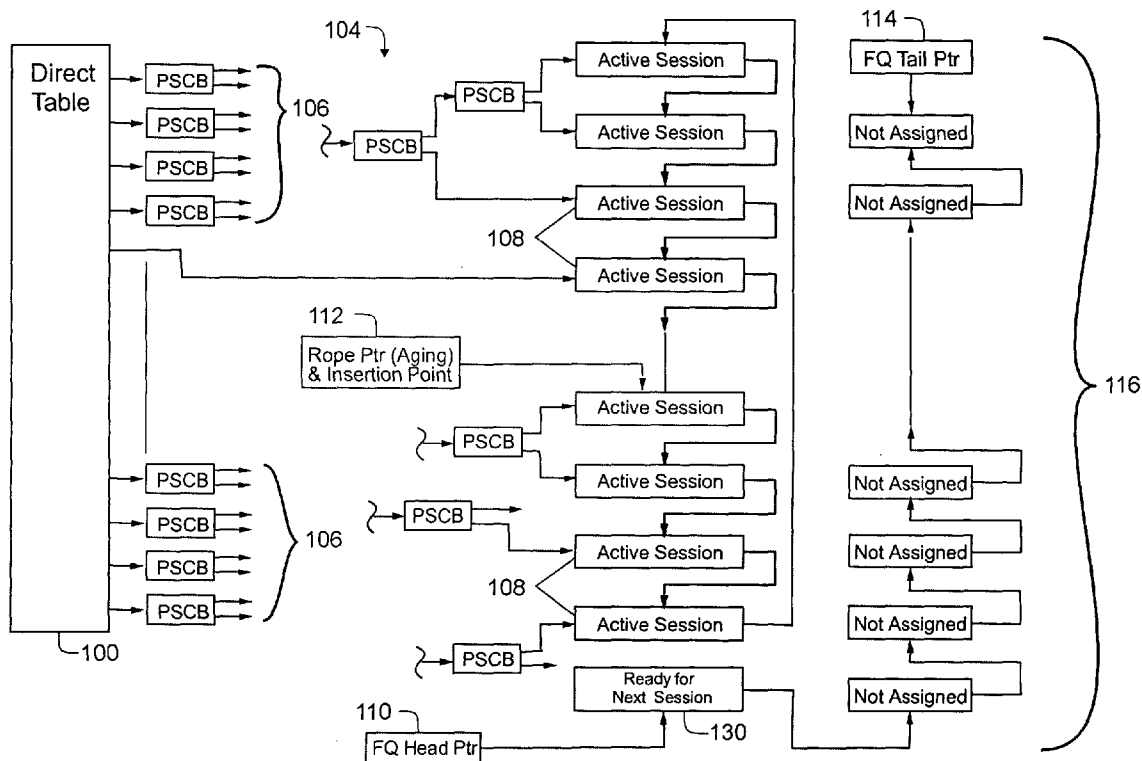 Direct
Table
PSCB
PSCB
PSCB
PSCB
106
104
PSCB
PSCB
Active Session
Active Session
Active Session
108
Active Session
112
Rope Ptr (Aging)
& Insertion Point
Active Session
PSCB
Active Session
PSCB
Active Session
108
Active Session
PSCB
PSCB
PSCB
PSCB
PSCB
106
100
Ready for
Next Session
130
110
FQ Head Ptr
114
FQ Tail Ptr
Not Assigned
Not Assigned
Not Assigned
Not Assigned
Not Assigned
Not Assigned
116